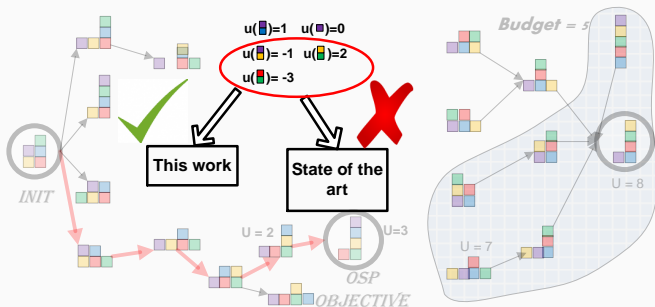 u( )=1 u( )=0
u( )= -1 u( )=2
u( )= -3
This work
State of the
art
INIT
U = 2
U=3
OSP
OBJECTIVE
Budget = 
U = 8
U = 7